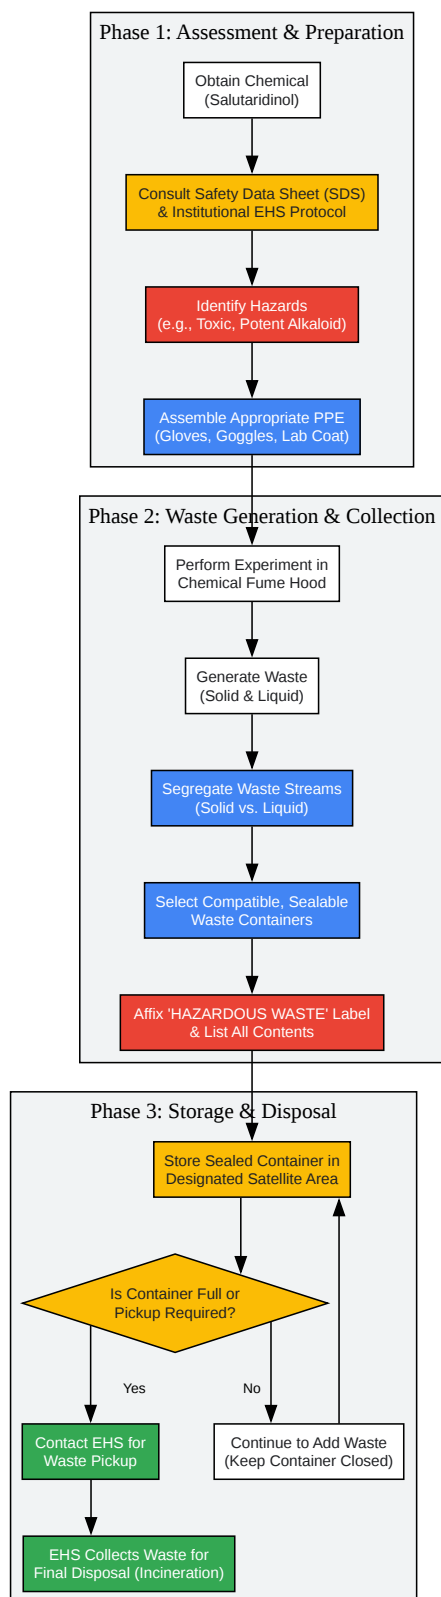 Phase 1: Assessment & Preparation
Obtain Chemical
(Salutaridinol)
Consult Safety Data Sheet (SDS)
& Institutional EHS Protocol
Identify Hazards
(e.g., Toxic, Potent Alkaloid)
Assemble Appropriate PPE
(Gloves, Goggles, Lab Coat)
Phase 2: Waste Generation & Collection
Perform Experiment in
Chemical Fume Hood
Generate Waste
(Solid & Liquid)
Segregate Waste Streams
(Solid vs. Liquid)
Select Compatible, Sealable
Waste Containers
Affix 'HAZARDOUS WASTE' Label
& List All Contents
Phase 3: Storage & Disposal
Store Sealed Container in
Designated Satellite Area
Is Container Full or
Pickup Required?
Yes
No
Contact EHS for
Waste Pickup
Continue to Add Waste
(Keep Container Closed)
EHS Collects Waste for
Final Disposal (Incineration)